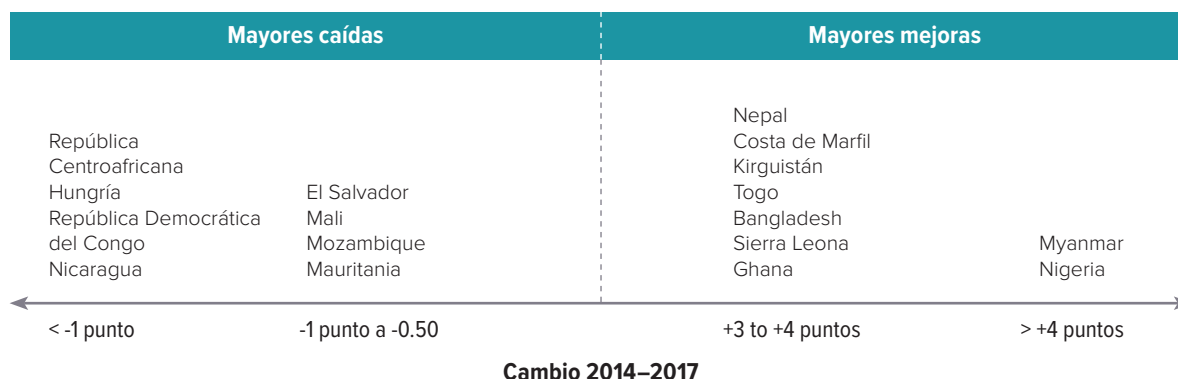 Mayores caídas
Mayores mejoras
República
Centroafricana
Hungría
República Democrática
del Congo
Nicaragua
El Salvador
Mali
Mozambique
Mauritania
Nepal
Costa de Marfil
Kirguistán
Togo
Bangladesh
Sierra Leona
Ghana
Myanmar
Nigeria
< -1 punto
-1 punto a -0.50
+3 to +4 puntos
> +4 puntos
Cambio 2014–2017